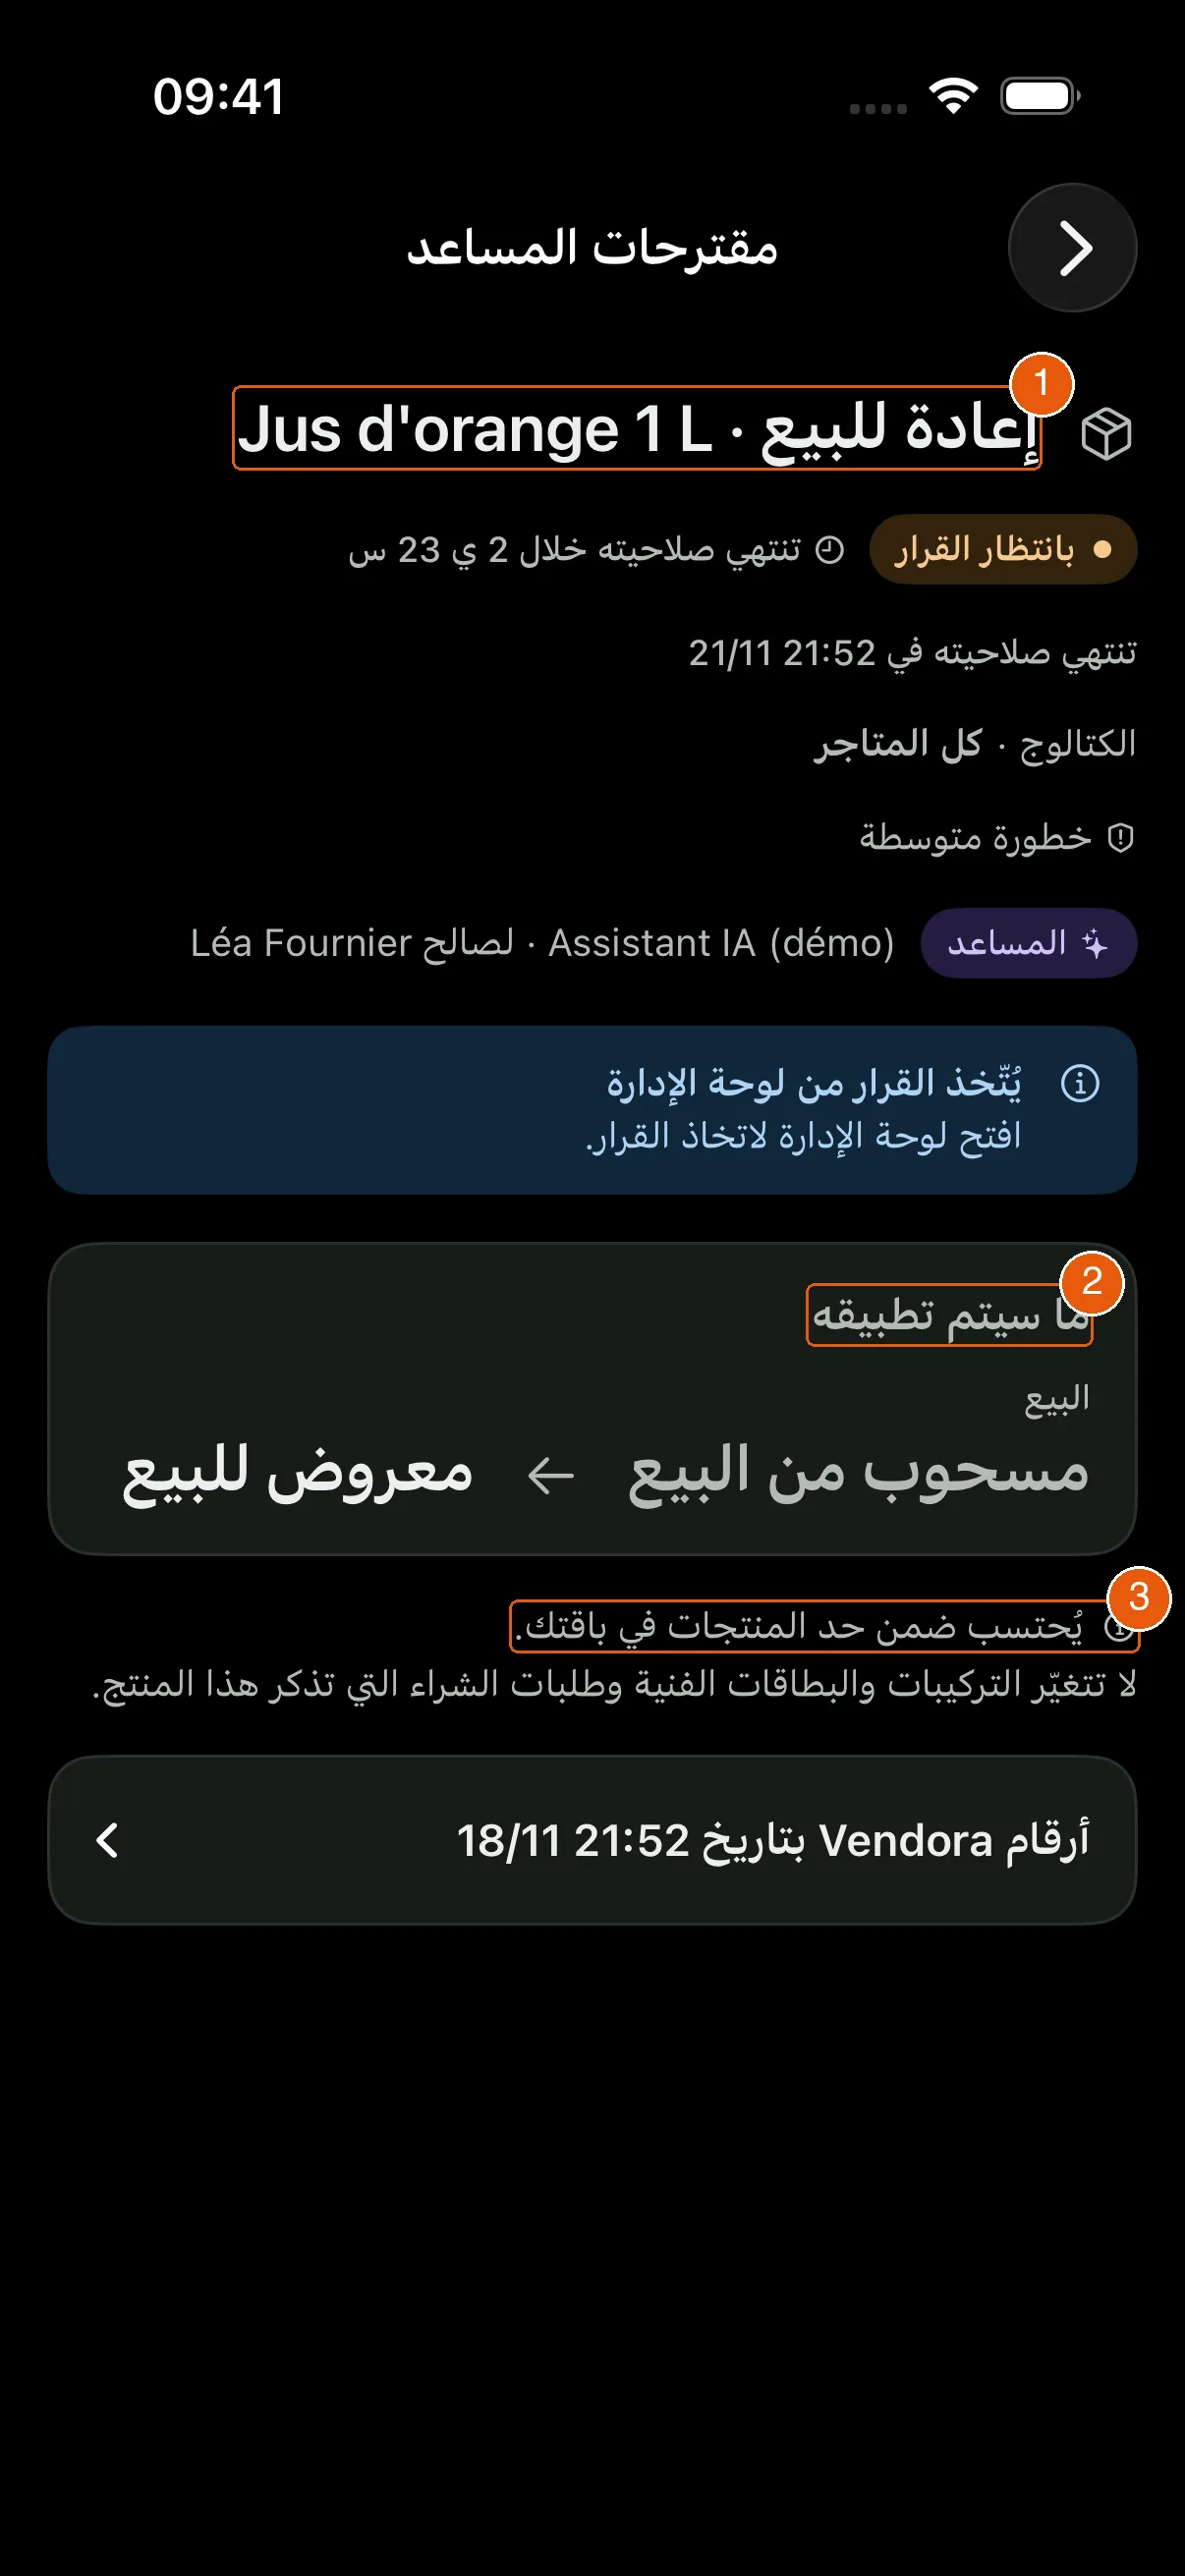 09:41
مقترحات المساعد
1
إعادة للبيع · Jus d'orange 1 L
بانتظار القرار
تنتهي صلاحيته خلال 2 ي 23 س
تنتهي صلاحيته في 21:52 21/11
الكتالوج · كل المتاجر
خطورة متوسطة
المساعد
Assistant IA (démo) · لصالح Léa Fournier
يُتّخذ القرار من لوحة الإدارة
افتح لوحة الإدارة لاتخاذ القرار.
2
ما سيتم تطبيقه
البيع
مسحوب من البيع ← معروض للبيع
3
يُحتسب ضمن حد المنتجات في باقتك.
لا تتغيّر التركيبات والبطاقات الفنية وطلبات الشراء التي تذكر هذا المنتج.
أرقام Vendora بتاريخ 21:52 18/11